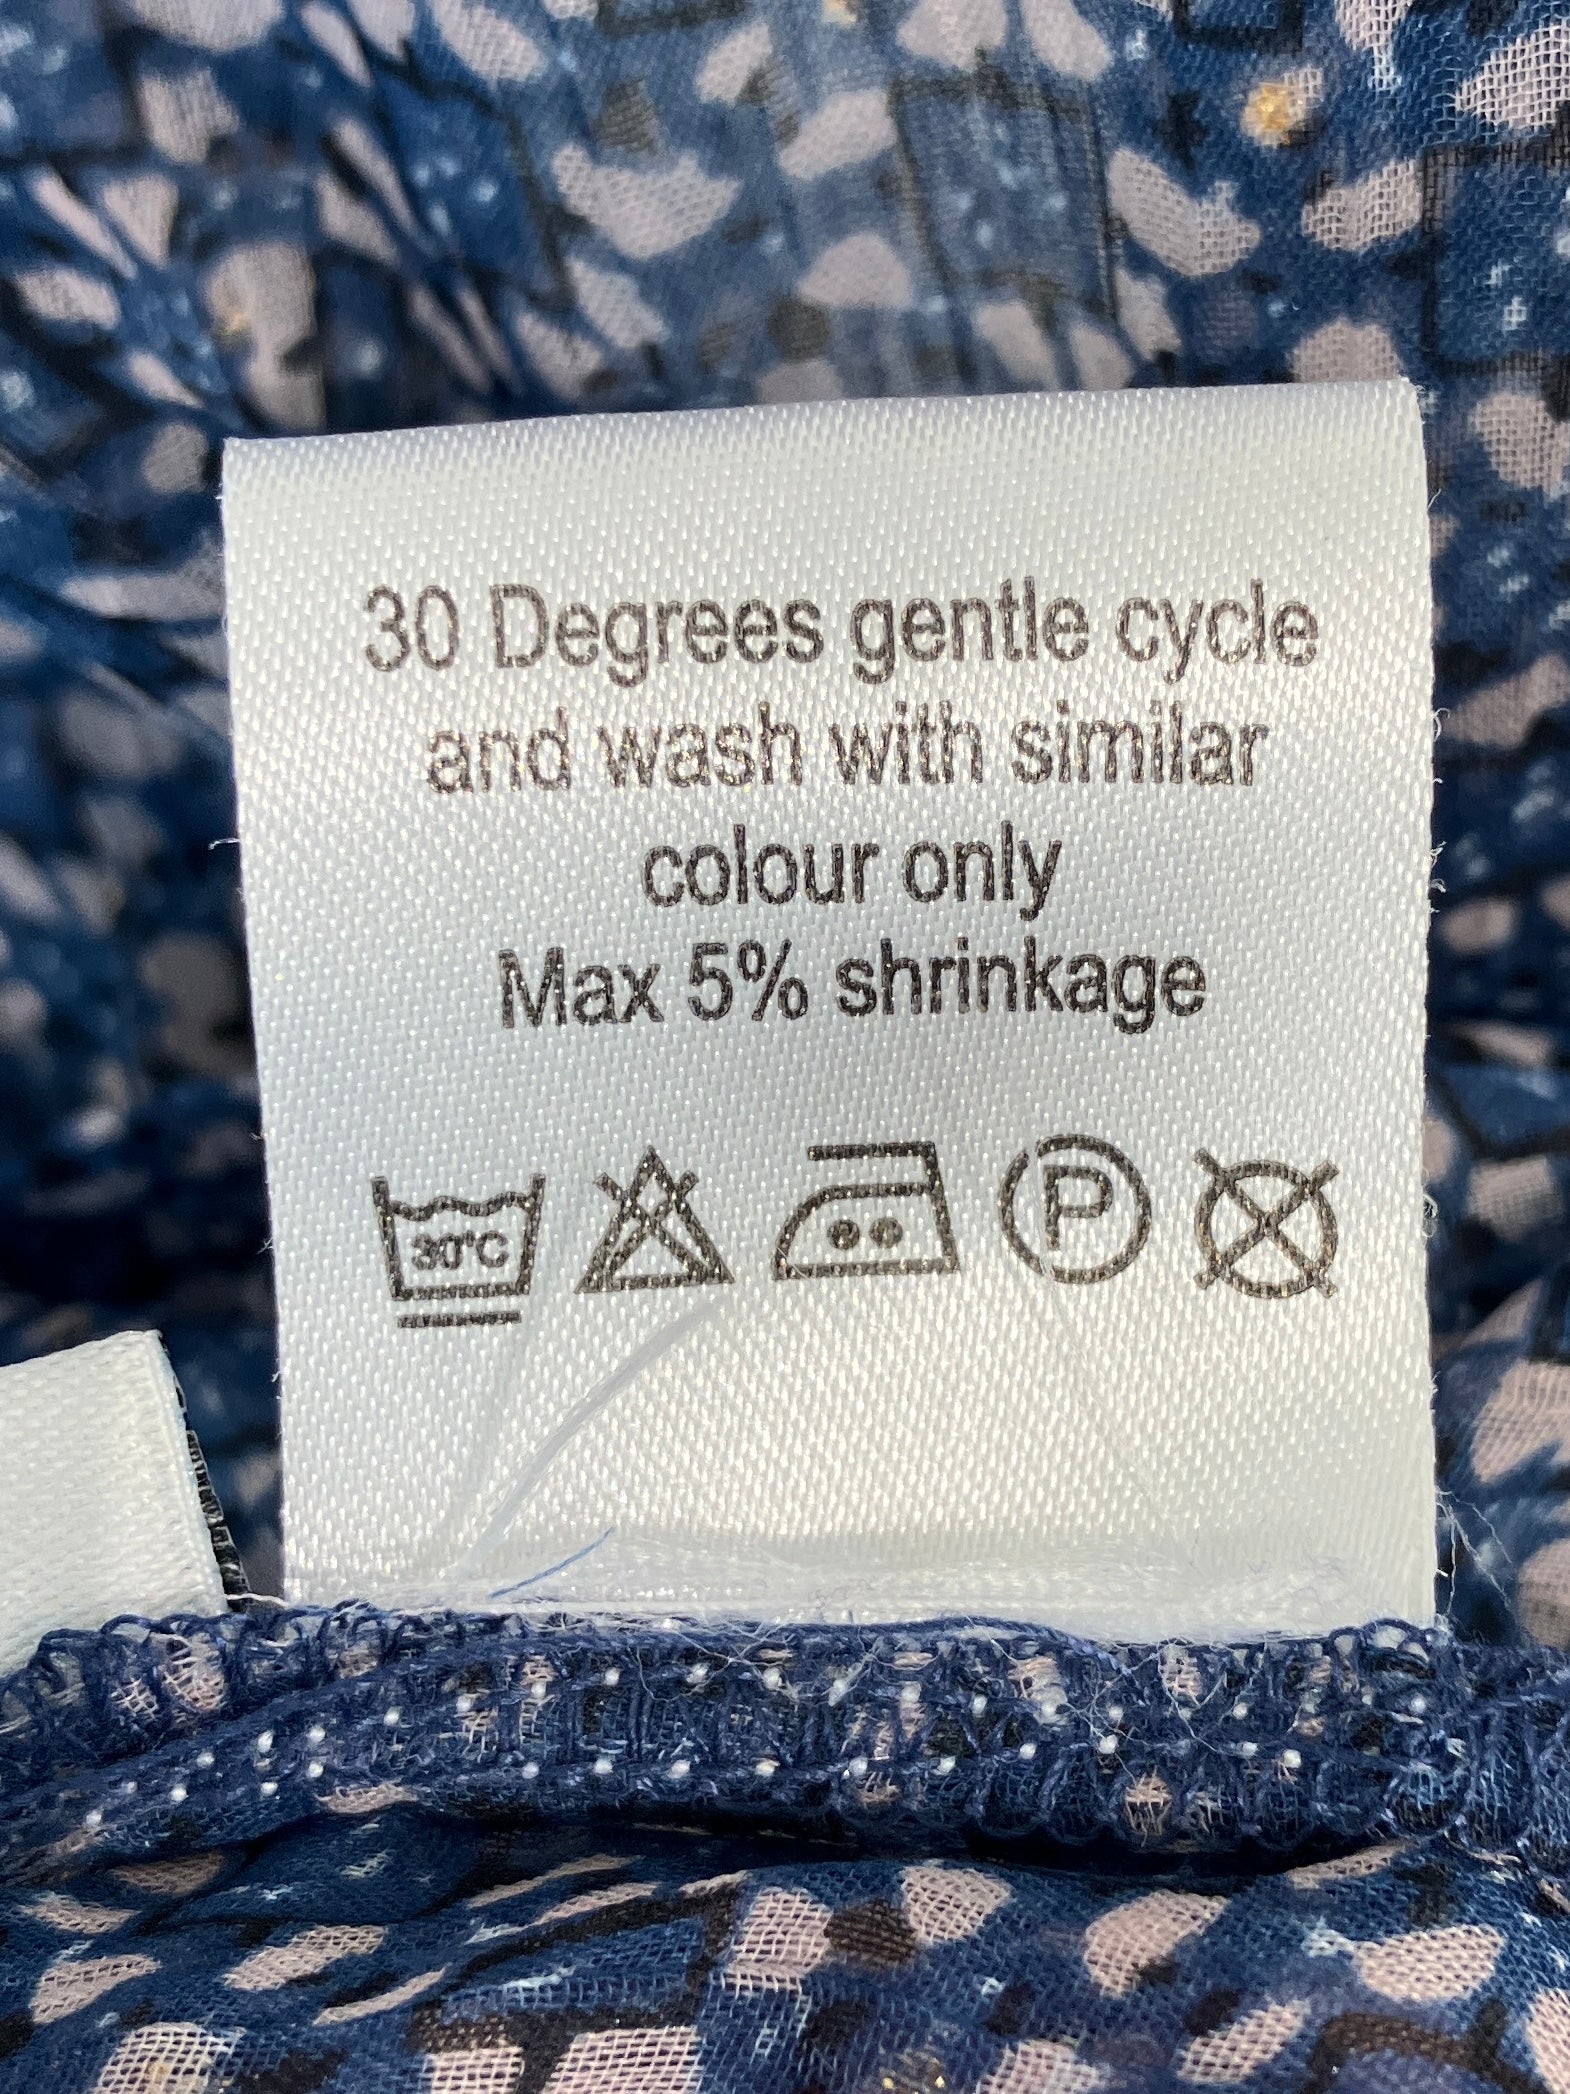 30 Degrees gentle cycle
and wash with similar
colour only
Max 5% shrinkage
30°C
P